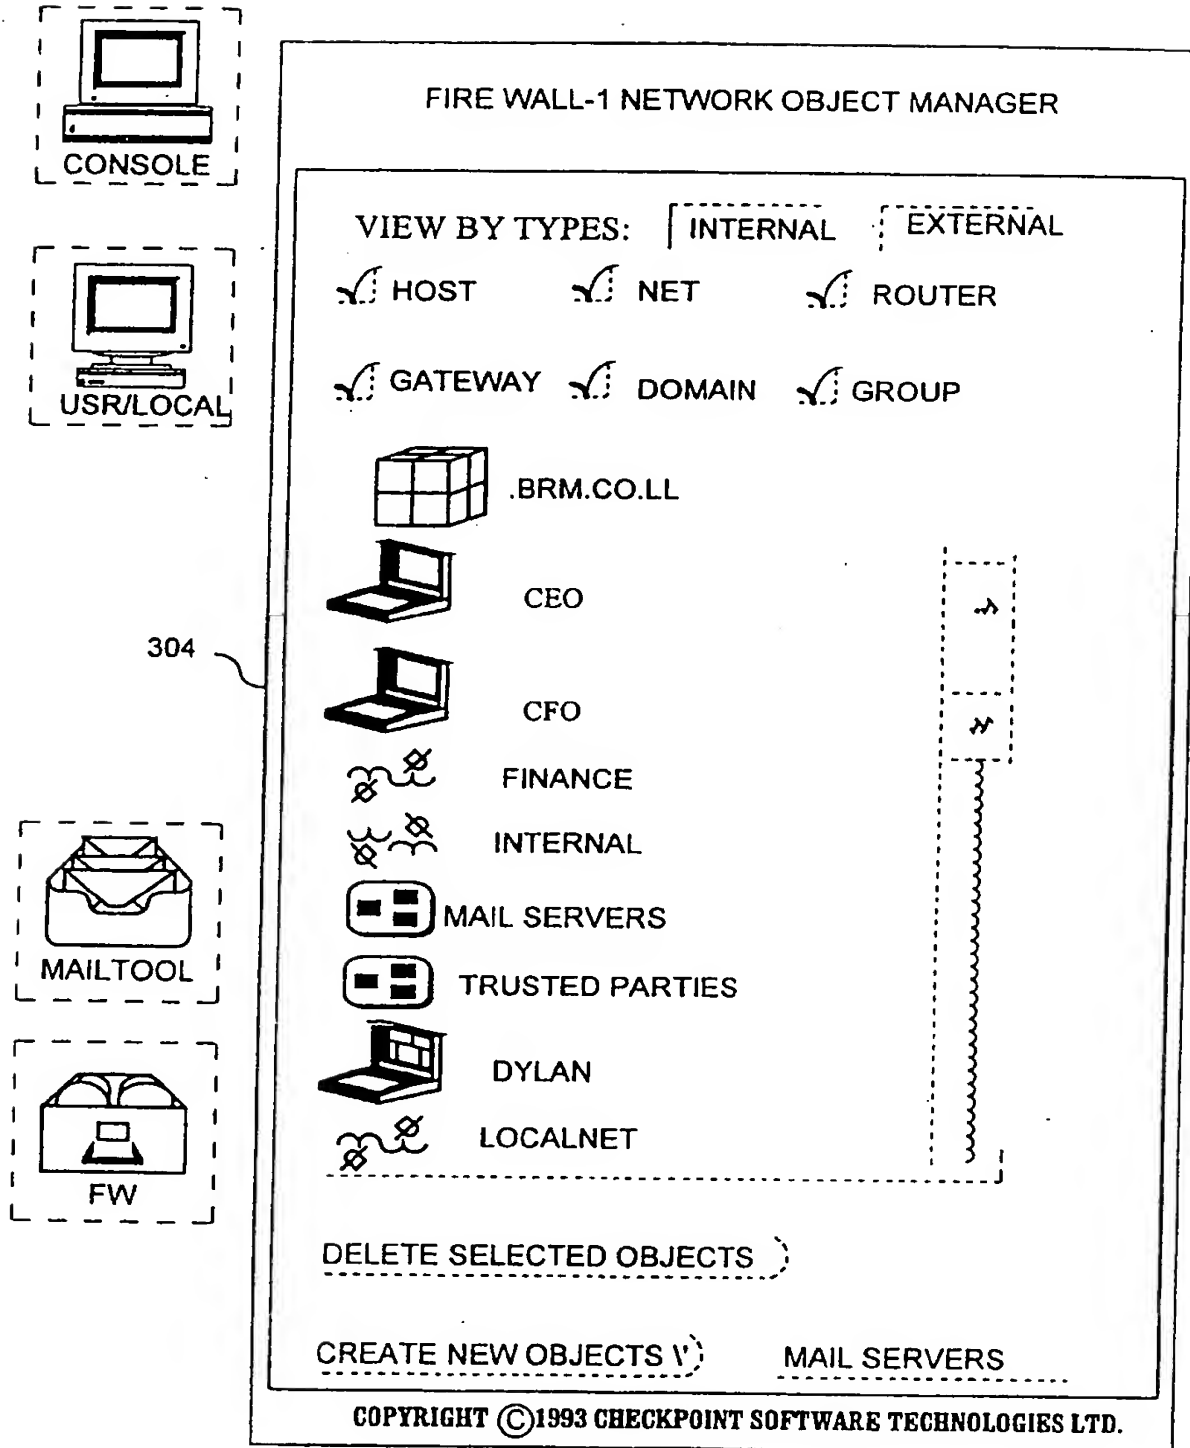 CONSOLE
USR/LOCAL
304
MAILTOOL
FW
FIRE WALL-1 NETWORK OBJECT MANAGER
VIEW BY TYPES: INTERNAL EXTERNAL
HOST NET ROUTER
GATEWAY DOMAIN GROUP
.BRM.CO.LL
CEO
CFO
FINANCE
INTERNAL
MAIL SERVERS
TRUSTED PARTIES
DYLAN
LOCALNET
DELETE SELECTED OBJECTS
CREATE NEW OBJECTS MAIL SERVERS
COPYRIGHT ©1993 CHECKPOINT SOFTWARE TECHNOLOGIES LTD.